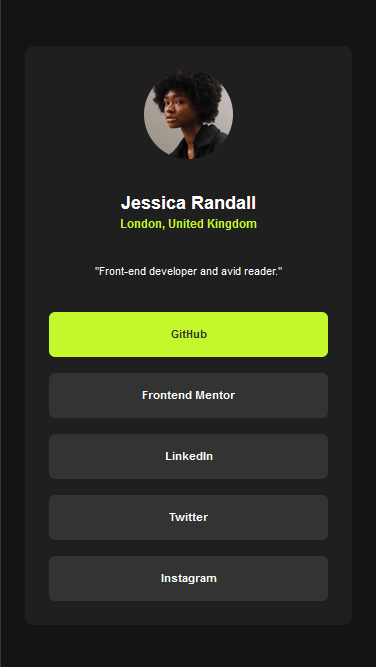 Jessica Randall
London, United Kingdom
"Front-end developer and avid reader."
GitHub
Frontend Mentor
LinkedIn
Twitter
Instagram